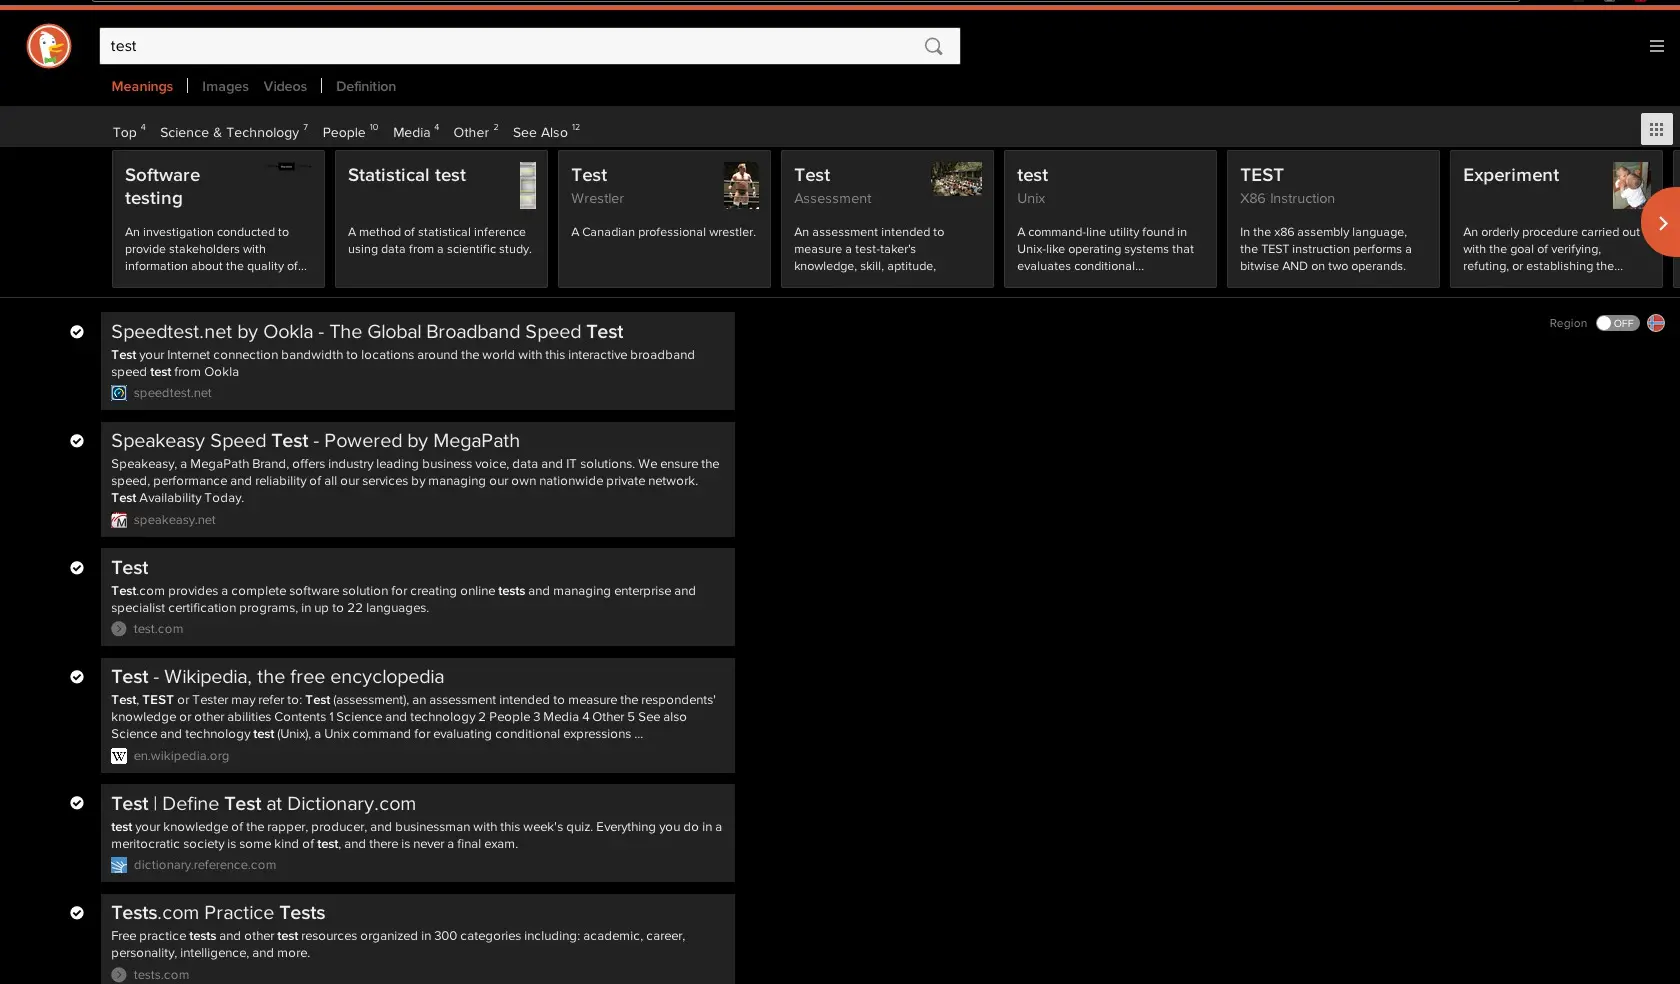 test
Meanings
Images
Videos
Definition
Top 4
Science & Technology 7
People 10
Media 4
Other 2
See Also 12
Software
testing
An investigation conducted to
provide stakeholders with
information about the quality of...
Statistical test
A method of statistical inference
using data from a scientific study.
Test
Wrestler
A Canadian professional wrestler.
Test
Assessment
An assessment intended to
measure a test-taker's
knowledge, skill, aptitude,
test
Unix
A command-line utility found in
Unix-like operating systems that
evaluates conditional...
TEST
X86 Instruction
In the x86 assembly language,
the TEST instruction performs a
bitwise AND on two operands.
Experiment
An orderly procedure carried out
with the goal of verifying,
refuting, or establishing the...
Region OFF
Speedtest.net by Ookla - The Global Broadband Speed Test
Test your Internet connection bandwidth to locations around the world with this interactive broadband
speed test from Ookla
speedtest.net
Speakeasy Speed Test - Powered by MegaPath
Speakeasy, a MegaPath Brand, offers industry leading business voice, data and IT solutions. We ensure the
speed, performance and reliability of all our services by managing our own nationwide private network.
Test Availability Today.
speakeasy.net
Test
Test.com provides a complete software solution for creating online tests and managing enterprise and
specialist certification programs, in up to 22 languages.
test.com
Test - Wikipedia, the free encyclopedia
Test, TEST or Tester may refer to: Test (assessment), an assessment intended to measure the respondents'
knowledge or other abilities Contents 1 Science and technology 2 People 3 Media 4 Other 5 See also
Science and technology test (Unix), a Unix command for evaluating conditional expressions ...
W en.wikipedia.org
Test | Define Test at Dictionary.com
test your knowledge of the rapper, producer, and businessman with this week's quiz. Everything you do in a
meritocratic society is some kind of test, and there is never a final exam.
dictionary.reference.com
Tests.com Practice Tests
Free practice tests and other test resources organized in 300 categories including: academic, career,
personality, intelligence, and more.
tests.com